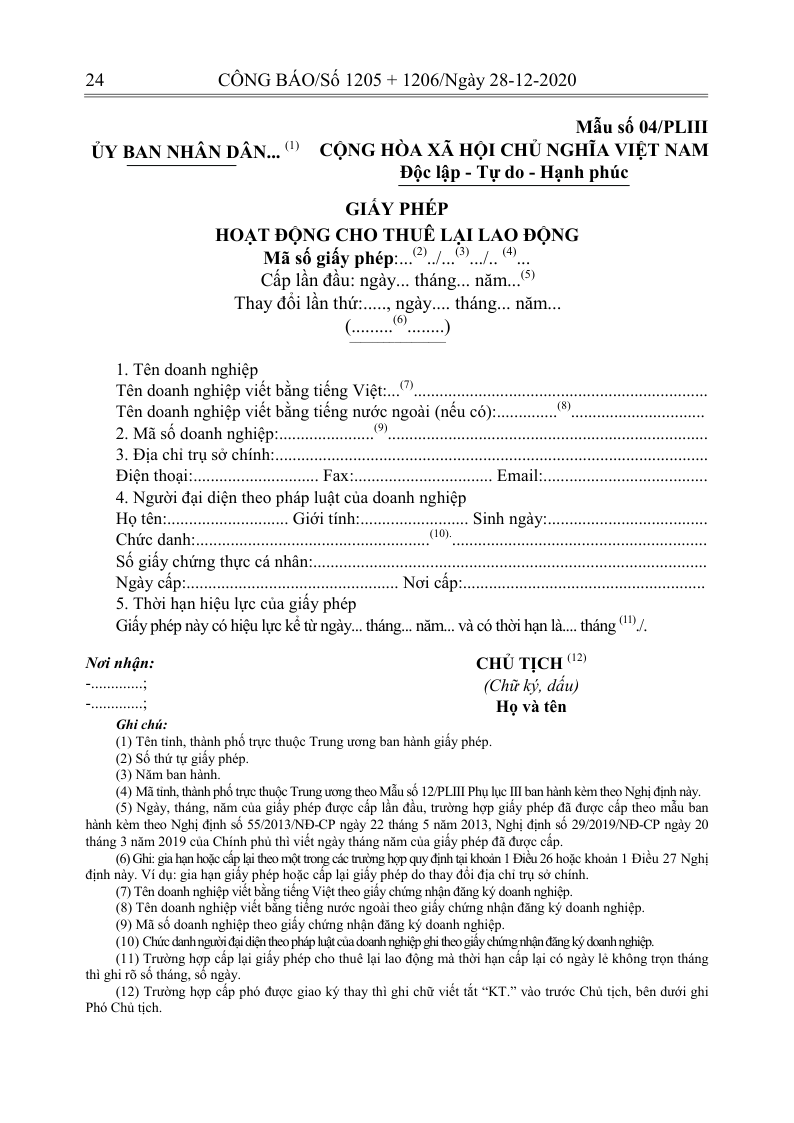 24 CÔNG BÁO/Số 1205 + 1206/Ngày 28-12-2020
Mẫu số 04/PLIII
ỦY BAN NHÂN DÂN... (1) CỘNG HÒA XÃ HỘI CHỦ NGHĨA VIỆT NAM
Độc lập - Tự do - Hạnh phúc
GIẤY PHÉP
HOẠT ĐỘNG CHO THUÊ LẠI LAO ĐỘNG
Mã số giấy phép:...(2)../...(3).../.. (4)...
Cấp lần đầu: ngày... tháng... năm...(5)
Thay đổi lần thứ:....., ngày.... tháng... năm...
(.........(6)........)
1. Tên doanh nghiệp
Tên doanh nghiệp viết bằng tiếng Việt:...(7)....................................................................
Tên doanh nghiệp viết bằng tiếng nước ngoài (nếu có):..............(8)...............................
2. Mã số doanh nghiệp:......................(9)..........................................................................
3. Địa chỉ trụ sở chính:....................................................................................................
Điện thoại:............................. Fax:................................ Email:......................................
4. Người đại diện theo pháp luật của doanh nghiệp
Họ tên:............................ Giới tính:......................... Sinh ngày:.....................................
Chức danh:......................................................(10)...........................................................
Số giấy chứng thực cá nhân:...........................................................................................
Ngày cấp:................................................. Nơi cấp:........................................................
5. Thời hạn hiệu lực của giấy phép
Giấy phép này có hiệu lực kể từ ngày... tháng... năm... và có thời hạn là.... tháng (11)./.
Nơi nhận: CHỦ TỊCH (12)
-.............; (Chữ ký, dấu)
-.............; Họ và tên
Ghi chú:
(1) Tên tỉnh, thành phố trực thuộc Trung ương ban hành giấy phép.
(2) Số thứ tự giấy phép.
(3) Năm ban hành.
(4) Mã tỉnh, thành phố trực thuộc Trung ương theo Mẫu số 12/PLIII Phụ lục III ban hành kèm theo Nghị định này.
(5) Ngày, tháng, năm của giấy phép được cấp lần đầu, trường hợp giấy phép đã được cấp theo mẫu ban
hành kèm theo Nghị định số 55/2013/NĐ-CP ngày 22 tháng 5 năm 2013, Nghị định số 29/2019/NĐ-CP ngày 20
tháng 3 năm 2019 của Chính phủ thì viết ngày tháng năm của giấy phép đã được cấp.
(6) Ghi: gia hạn hoặc cấp lại theo một trong các trường hợp quy định tại khoản 1 Điều 26 hoặc khoản 1 Điều 27 Nghị
định này. Ví dụ: gia hạn giấy phép hoặc cấp lại giấy phép do thay đổi địa chỉ trụ sở chính.
(7) Tên doanh nghiệp viết bằng tiếng Việt theo giấy chứng nhận đăng ký doanh nghiệp.
(8) Tên doanh nghiệp viết bằng tiếng nước ngoài theo giấy chứng nhận đăng ký doanh nghiệp.
(9) Mã số doanh nghiệp theo giấy chứng nhận đăng ký doanh nghiệp.
(10) Chức danh người đại diện theo pháp luật của doanh nghiệp ghi theo giấy chứng nhận đăng ký doanh nghiệp.
(11) Trường hợp cấp lại giấy phép cho thuê lại lao động mà thời hạn cấp lại có ngày lẻ không trọn tháng
thì ghi rõ số tháng, số ngày.
(12) Trường hợp cấp phó được giao ký thay thì ghi chữ viết tắt “KT.” vào trước Chủ tịch, bên dưới ghi
Phó Chủ tịch.